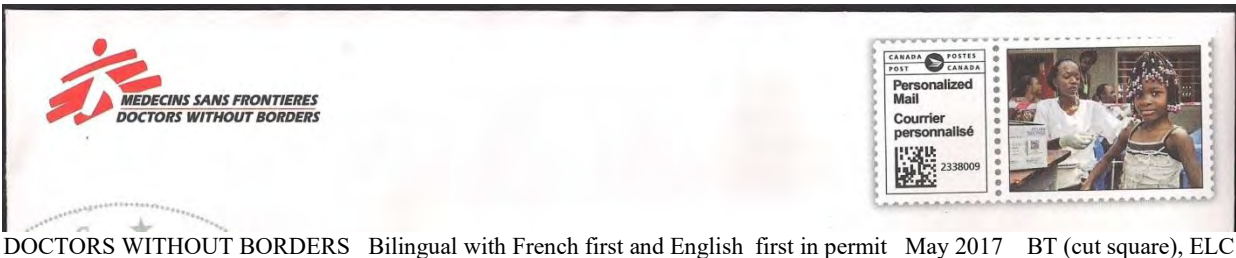 MEDECINS SANS FRONTIERES
DOCTORS WITHOUT BORDERS
CANADA POSTES
POST CANADA
Personalized
Mail
Courrier
personnalisé
2338009
DOCTORS WITHOUT BORDERS Bilingual with French first and English first in permit May 2017 BT (cut square), ELC